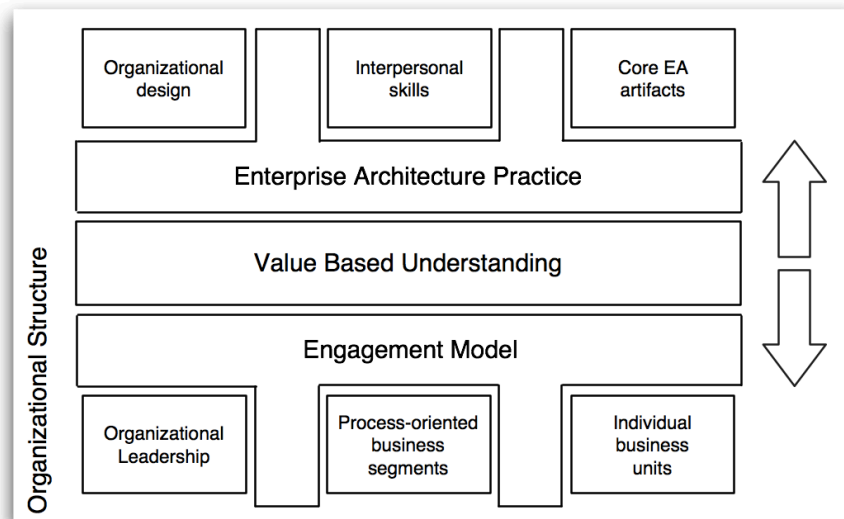 Organizational
design
Interpersonal
skills
Core EA
artifacts
Enterprise Architecture Practice
Value Based Understanding
Engagement Model
Organizational
Leadership
Process-oriented
business
segments
Individual
business
units
Organizational Structure